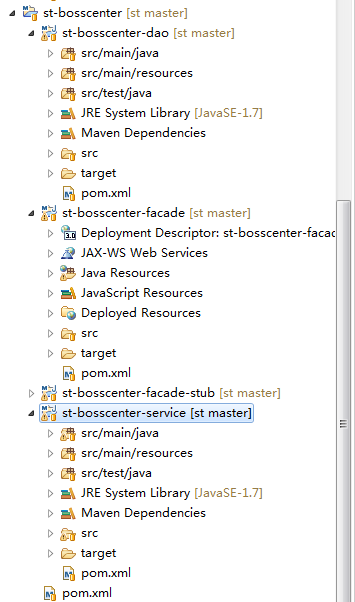 st-bosscenter [st master]
st-bosscenter-dao [st master]
src/main/java
src/main/resources
src/test/java
JRE System Library [JavaSE-1.7]
Maven Dependencies
src
target
pom.xml
st-bosscenter-facade [st master]
3.0 Deployment Descriptor: st-bosscenter-facad
JAX-WS Web Services
Java Resources
JavaScript Resources
Deployed Resources
src
target
pom.xml
st-bosscenter-facade-stub [st master]
st-bosscenter-service [st master]
src/main/java
src/main/resources
src/test/java
JRE System Library [JavaSE-1.7]
Maven Dependencies
src
target
pom.xml
pom.xml